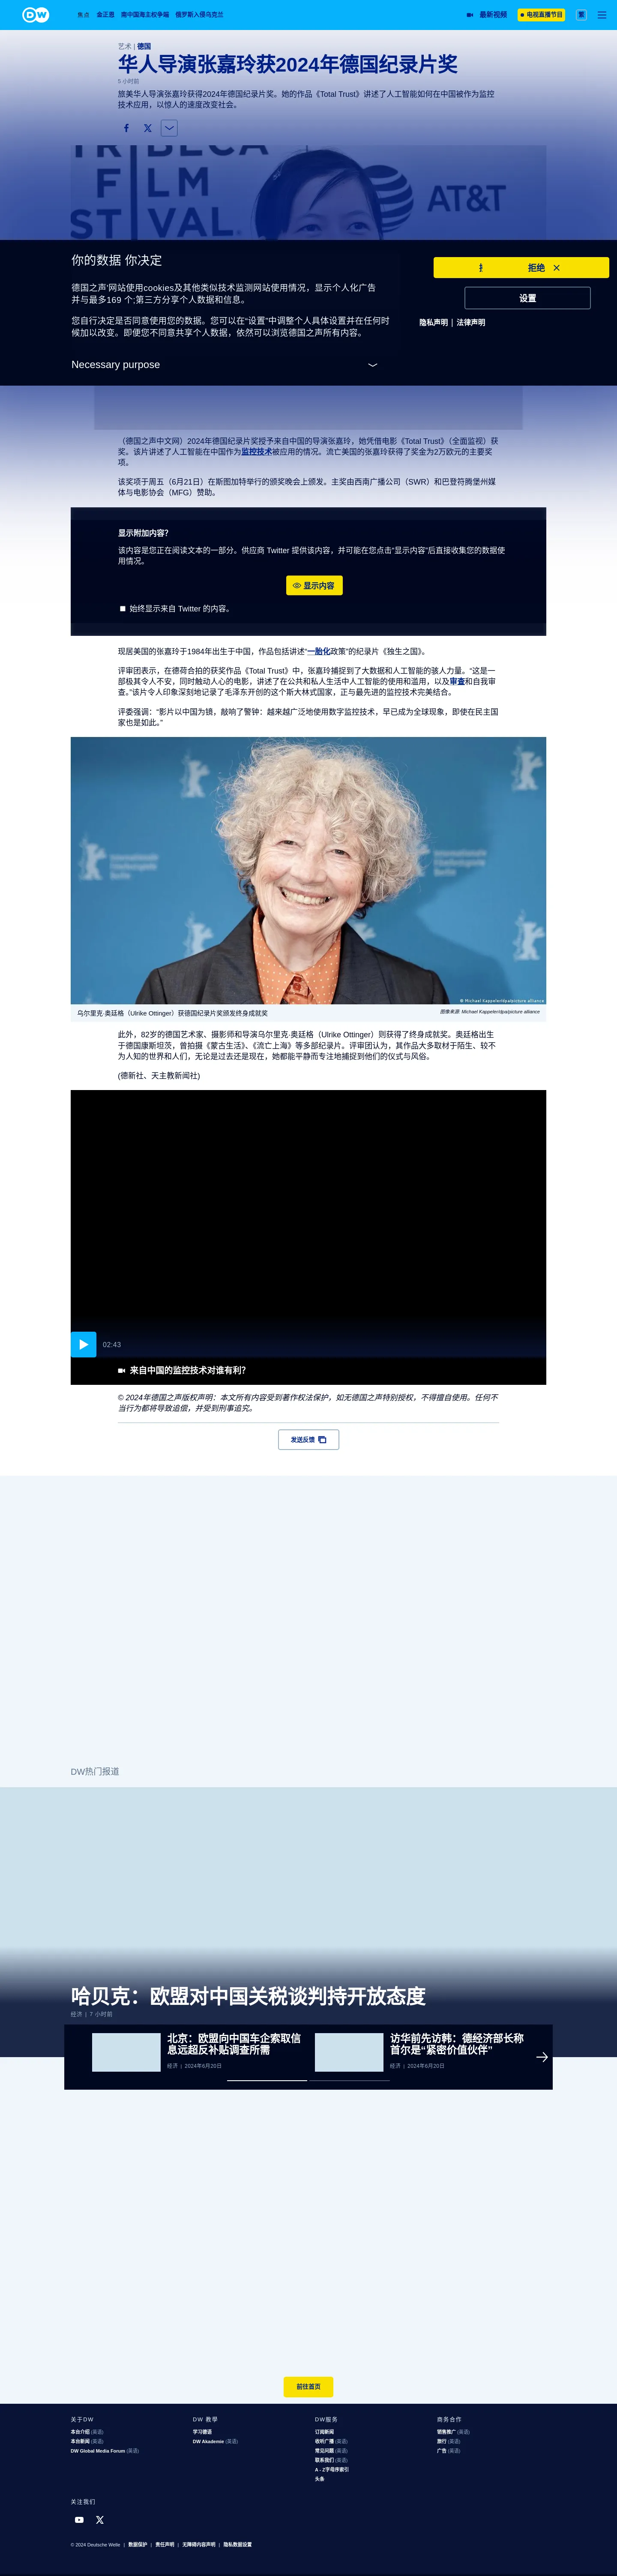 DW
焦点 金正恩 南中国海主权争端 俄罗斯入侵乌克兰
最新视频 电视直播节目 繁
艺术 | 德国
华人导演张嘉玲获2024年德国纪录片奖
5 小时前
旅美华人导演张嘉玲获得2024年德国纪录片奖。她的作品《Total Trust》讲述了人工智能如何在中国被作为监控
技术应用，以惊人的速度改变社会。
TRIBECA
FILM
AT&T
你的数据 你决定
拒绝
德国之声'网站使用cookies及其他类似技术监测网站使用情况，显示个人化广告
并与最多169 个;第三方分享个人数据和信息。
设置
隐私声明 | 法律声明
您自行决定是否同意使用您的数据。您可以在“设置”中调整个人具体设置并在任何时
候加以改变。即便您不同意共享个人数据，依然可以浏览德国之声所有内容。
Necessary purpose
（德国之声中文网）2024年德国纪录片奖授予来自中国的导演张嘉玲，她凭借电影《Total Trust》（全面监视）获
奖。该片讲述了人工智能在中国作为监控技术被应用的情况。流亡美国的张嘉玲获得了奖金为2万欧元的主要奖
项。
该奖项于周五（6月21日）在斯图加特举行的颁奖晚会上颁发。主奖由西南广播公司（SWR）和巴登符腾堡州媒
体与电影协会（MFG）赞助。
显示附加内容?
该内容是您正在阅读文本的一部分。供应商 Twitter 提供该内容，并可能在您点击“显示内容”后直接收集您的数据使
用情况。
显示内容
始终显示来自 Twitter 的内容。
现居美国的张嘉玲于1984年出生于中国，作品包括讲述“一胎化政策”的纪录片《独生之国》。
评审团表示，在德荷合拍的获奖作品《Total Trust》中，张嘉玲捕捉到了大数据和人工智能的骇人力量。“这是一
部极其令人不安，同时触动人心的电影，讲述了在公共和私人生活中人工智能的使用和滥用，以及审查和自我审
查。”该片令人印象深刻地记录了毛泽东开创的这个斯大林式国家，正与最先进的监控技术完美结合。
评委强调：“影片以中国为镜，敲响了警钟：越来越广泛地使用数字监控技术，早已成为全球现象，即使在民主国
家也是如此。”
© Michael Kappeler/dpa/picture alliance
乌尔里克·奥廷格（Ulrike Ottinger）获德国纪录片奖颁发终身成就奖
图像来源: Michael Kappeler/dpa/picture alliance
此外，82岁的德国艺术家、摄影师和导演乌尔里克·奥廷格（Ulrike Ottinger）则获得了终身成就奖。奥廷格出生
于德国康斯坦茨，曾拍摄《蒙古生活》、《流亡上海》等多部纪录片。评审团认为，其作品大多取材于陌生、较不
为人知的世界和人们，无论是过去还是现在，她都能平静而专注地捕捉到他们的仪式与风俗。
(德新社、天主教新闻社)
02:43
来自中国的监控技术对谁有利？
© 2024年德国之声版权声明：本文所有内容受到著作权法保护，如无德国之声特别授权，不得擅自使用。任何不
当行为都将导致追偿，并受到刑事追究。
发送反馈
DW热门报道
哈贝克：欧盟对中国关税谈判持开放态度
经济 | 7 小时前
北京：欧盟向中国车企索取信
息远超反补贴调查所需
经济 | 2024年6月20日
访华前先访韩：德经济部长称
首尔是“紧密价值伙伴”
经济 | 2024年6月20日
前往首页
关于DW
本台介绍 (英语)
本台新闻 (英语)
DW Global Media Forum (英语)
DW 教学
学习德语
DW Akademie (英语)
DW服务
订阅新闻
收听广播 (英语)
常见问题 (英语)
联系我们 (英语)
A - Z字母序索引
头条
商务合作
销售推广 (英语)
旅行 (英语)
广告 (英语)
关注我们
© 2024 Deutsche Welle | 数据保护 | 责任声明 | 无障碍内容声明 | 隐私数据设置